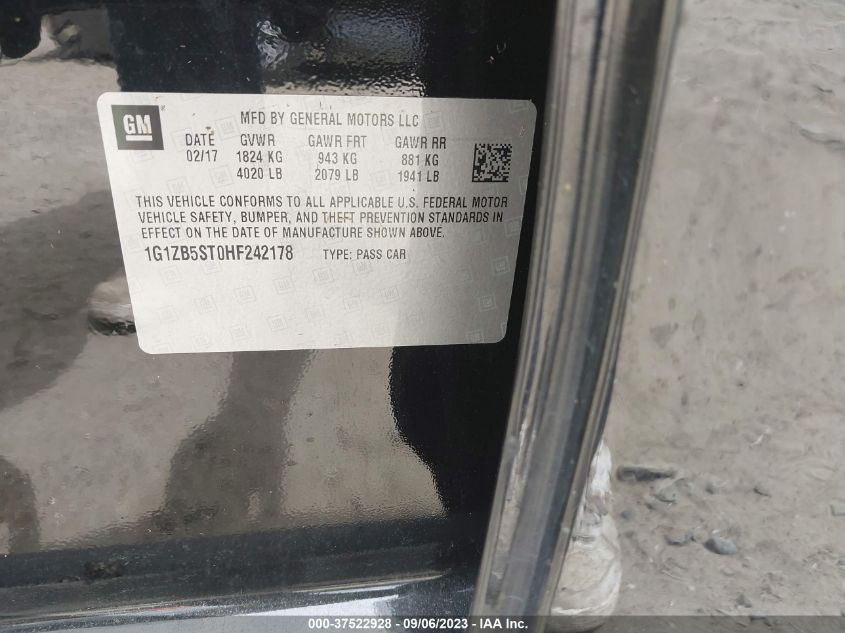 GM
MFD BY GENERAL MOTORS LLC
DATE GVWR GAWR FRT GAWR RR
02/17 1824 KG 943 KG 881 KG
4020 LB 2079 LB 1941 LB
THIS VEHICLE CONFORMS TO ALL APPLICABLE U.S. FEDERAL MOTOR
VEHICLE SAFETY, BUMPER, AND THEFT PREVENTION STANDARDS IN
EFFECT ON THE DATE OF MANUFACTURE SHOWN ABOVE.
1G1ZB5ST0HF242178 TYPE: PASS CAR
000-37522928 - 09/06/2023 - IAA Inc.